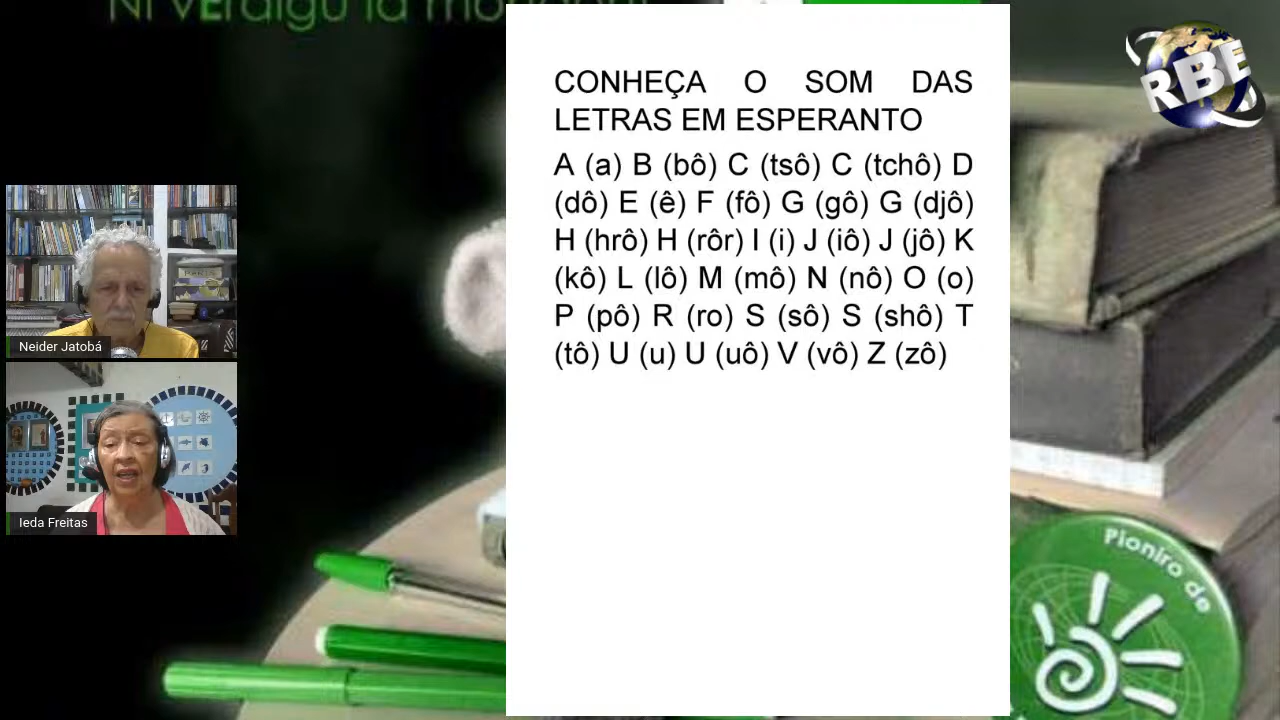 CONHEÇA O SOM DAS
LETRAS EM ESPERANTO
A (a) B (bô) C (tsô) C (tchô) D
(dô) E (ê) F (fô) G (gô) G (djô)
H (hrô) H (rôr) I (i) J (iô) J (jô) K
(kô) L (lô) M (mô) N (nô) O (o)
P (pô) R (ro) S (sô) S (shô) T
(tô) U (u) U (uô) V (vô) Z (zô)
RBE
Neider Jatobá
Ieda Freitas
Pioniro de